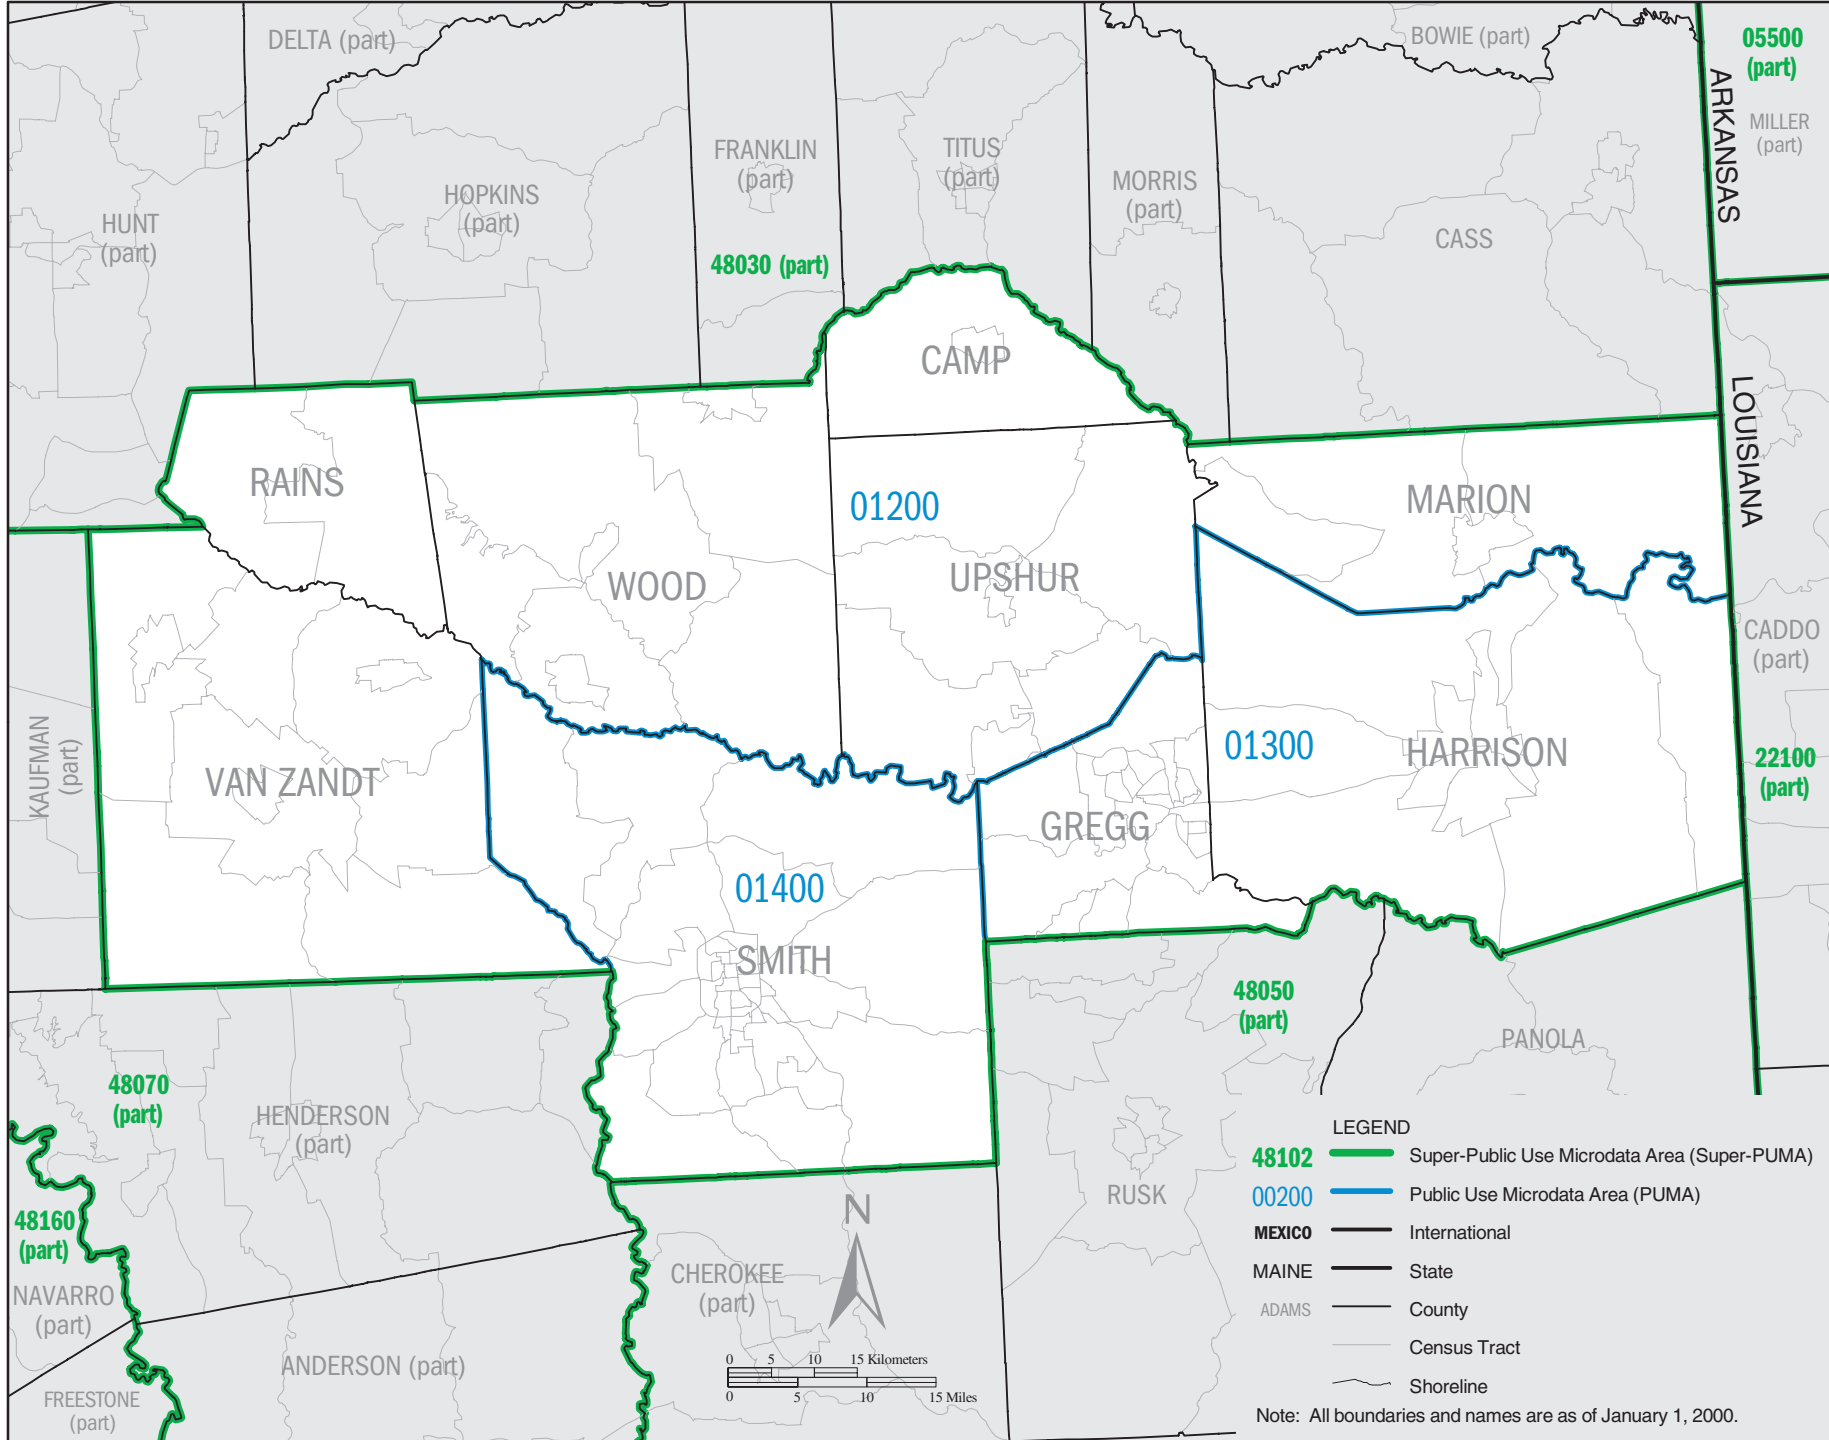 DELTA (part)
BOWIE (part)
05500
(part)
ARKANSAS
MILLER
(part)
FRANKLIN
(part)
TITUS
(part)
MORRIS
(part)
HOPKINS
(part)
HUNT
(part)
CASS
48030 (part)
CAMP
LOUISIANA
RAINS
01200
MARION
WOOD
UPSHUR
CADDO
(part)
KAUFMAN
(part)
VAN ZANDT
01300
HARRISON
22100
(part)
GREGG
01400
SMITH
48050
(part)
PANOLA
48070
(part)
HENDERSON
(part)
RUSK
48160
(part)
NAVARRO
(part)
N
CHEROKEE
(part)
ANDERSON (part)
FREESTONE
(part)
0 5 10 15 Kilometers
0 5 10 15 Miles
LEGEND
48102 Super-Public Use Microdata Area (Super-PUMA)
00200 Public Use Microdata Area (PUMA)
MEXICO International
MAINE State
ADAMS County
Census Tract
Shoreline
Note: All boundaries and names are as of January 1, 2000.